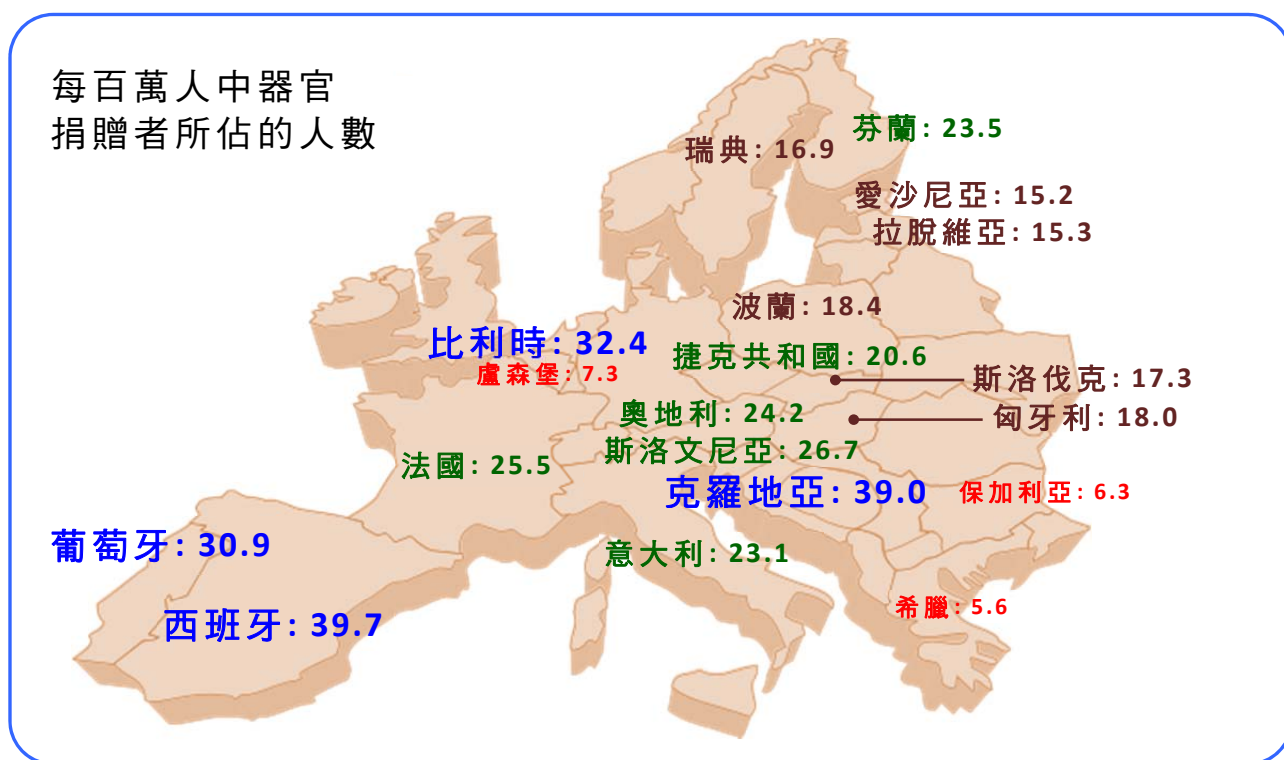 每百萬人中器官
捐贈者所佔的人數
芬蘭: 23.5
瑞典: 16.9
愛沙尼亞: 15.2
拉脫維亞: 15.3
波蘭: 18.4
比利時: 32.4
捷克共和國: 20.6
盧森堡: 7.3
斯洛伐克: 17.3
奧地利: 24.2
匈牙利: 18.0
斯洛文尼亞: 26.7
法國: 25.5
克羅地亞: 39.0
保加利亞: 6.3
葡萄牙: 30.9
意大利: 23.1
希臘: 5.6
西班牙: 39.7